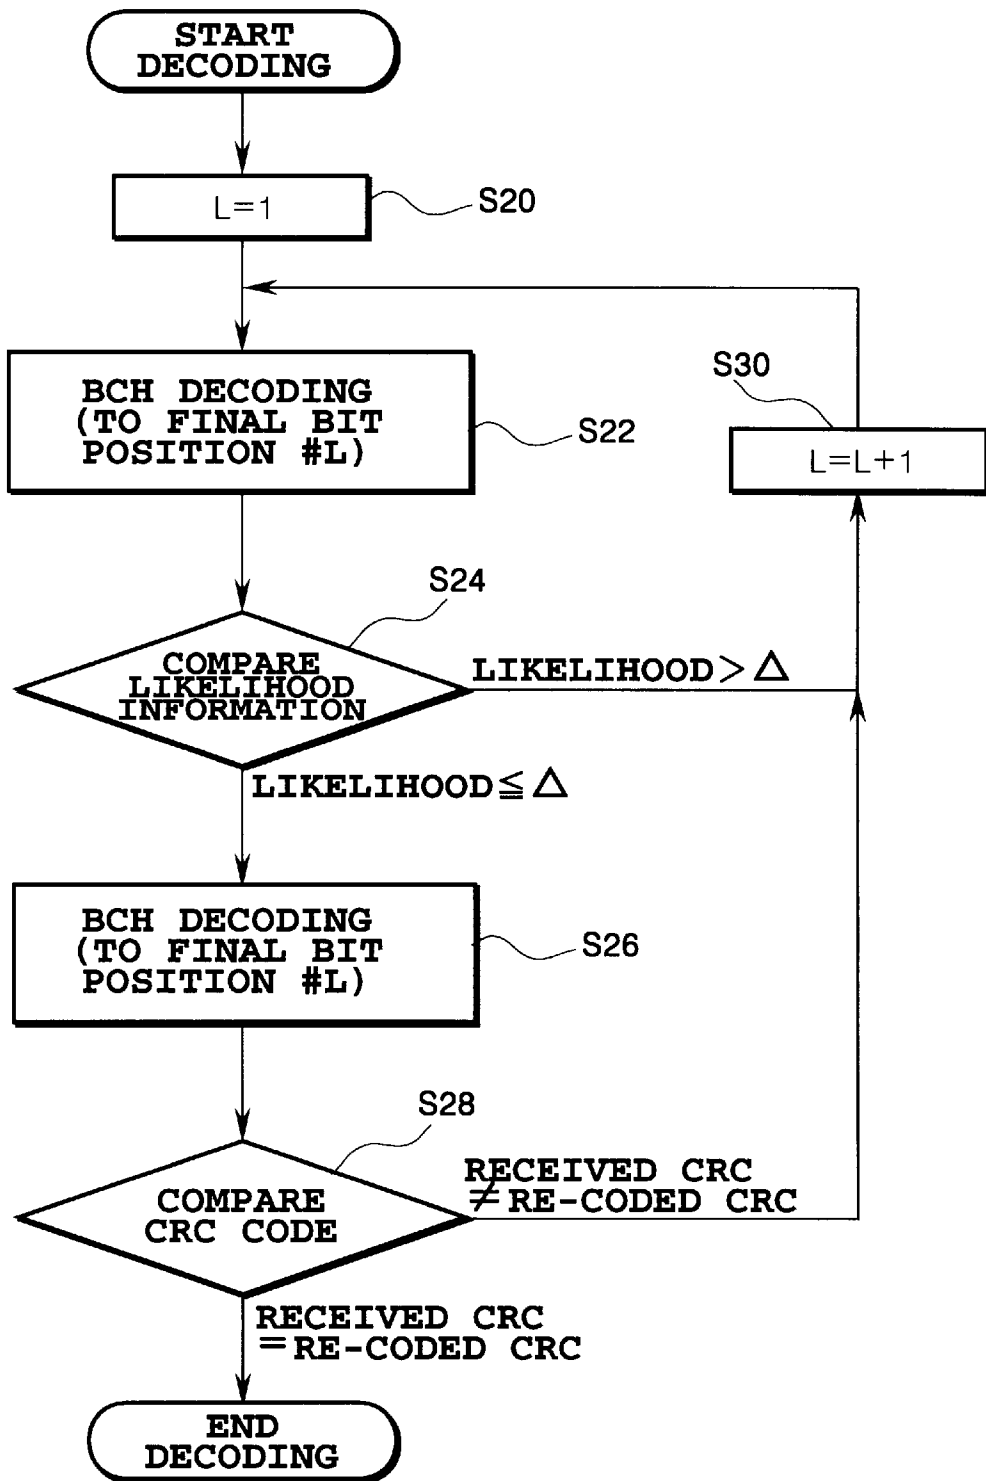 START
DECODING
L=1
S20
BCH DECODING
(TO FINAL BIT
POSITION #L)
S22
S30
L=L+1
S24
COMPARE
LIKELIHOOD
INFORMATION
LIKELIHOOD>△
LIKELIHOOD≦△
BCH DECODING
(TO FINAL BIT
POSITION #L)
S26
S28
COMPARE
CRC CODE
RECEIVED CRC
≠RE-CODED CRC
RECEIVED CRC
=RE-CODED CRC
END
DECODING